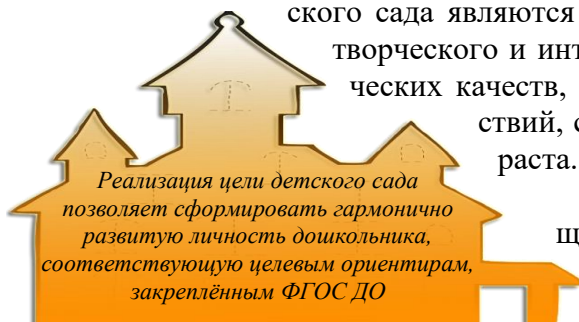 ского сада являются
творческого и инт
ческих качеств,
ствий, с
раста.
щ
Реализация цели детского сада
позволяет сформировать гармонично
развитую личность дошкольника,
соответствующую целевым ориентирам,
закреплённым ФГОС ДО